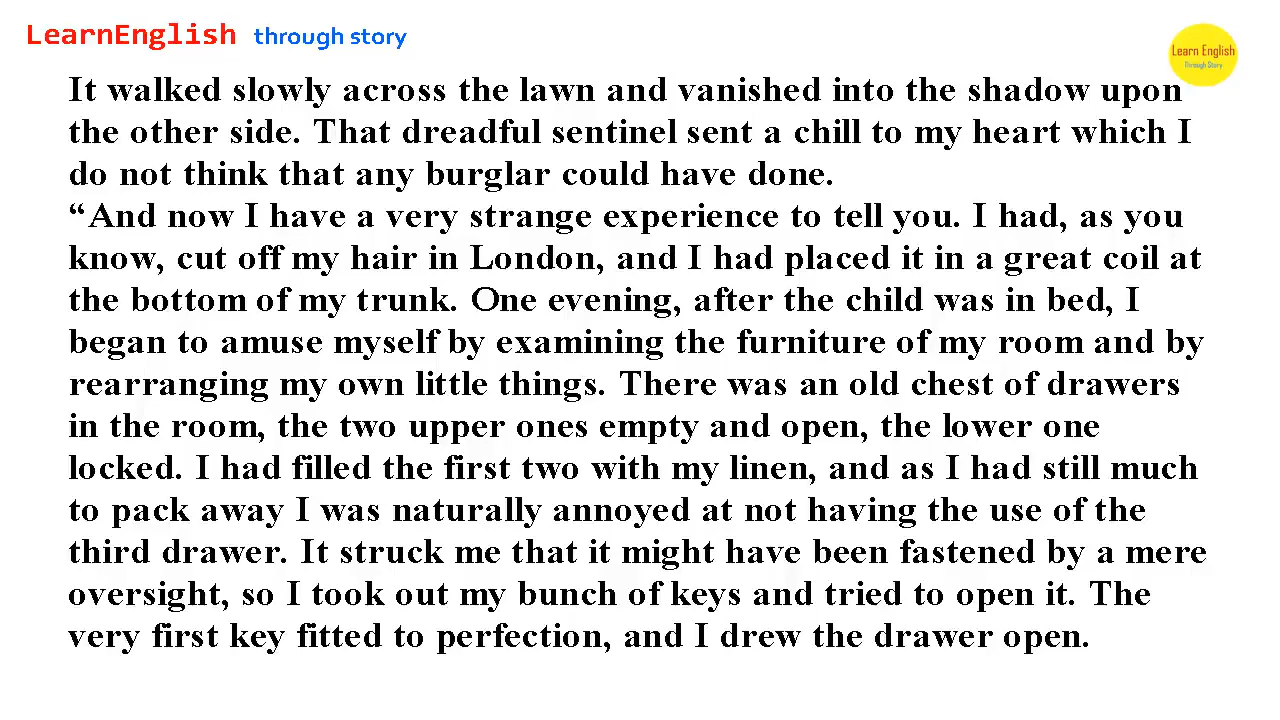 LearnEnglish through story
Learn English
Through Story
It walked slowly across the lawn and vanished into the shadow upon
the other side. That dreadful sentinel sent a chill to my heart which I
do not think that any burglar could have done.
“And now I have a very strange experience to tell you. I had, as you
know, cut off my hair in London, and I had placed it in a great coil at
the bottom of my trunk. One evening, after the child was in bed, I
began to amuse myself by examining the furniture of my room and by
rearranging my own little things. There was an old chest of drawers
in the room, the two upper ones empty and open, the lower one
locked. I had filled the first two with my linen, and as I had still much
to pack away I was naturally annoyed at not having the use of the
third drawer. It struck me that it might have been fastened by a mere
oversight, so I took out my bunch of keys and tried to open it. The
very first key fitted to perfection, and I drew the drawer open.